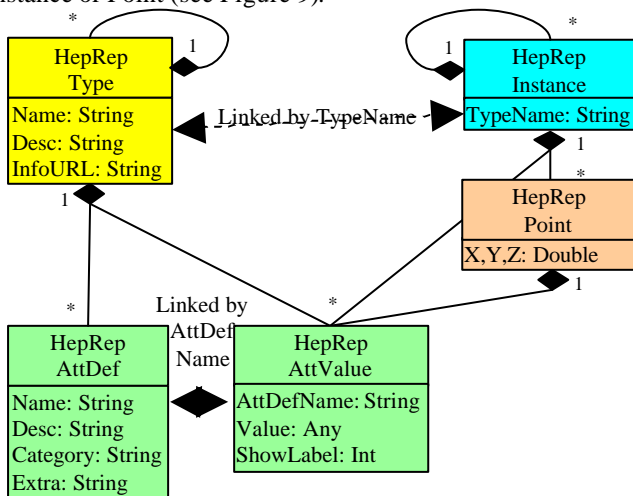 nstance of Point (see Figure 9).
* *
1 1
HepRep
Type
Name: String
Desc: String
InfoURL: String
Linked by TypeName
HepRep
Instance
TypeName: String
1
1
*
HepRep
Point
X,Y,Z: Double
1
*
*
Linked by
AttDef
Name
HepRep
AttDef
Name: String
Desc: String
Category: String
Extra: String
HepRep
AttValue
AttDefName: String
Value: Any
ShowLabel: Int